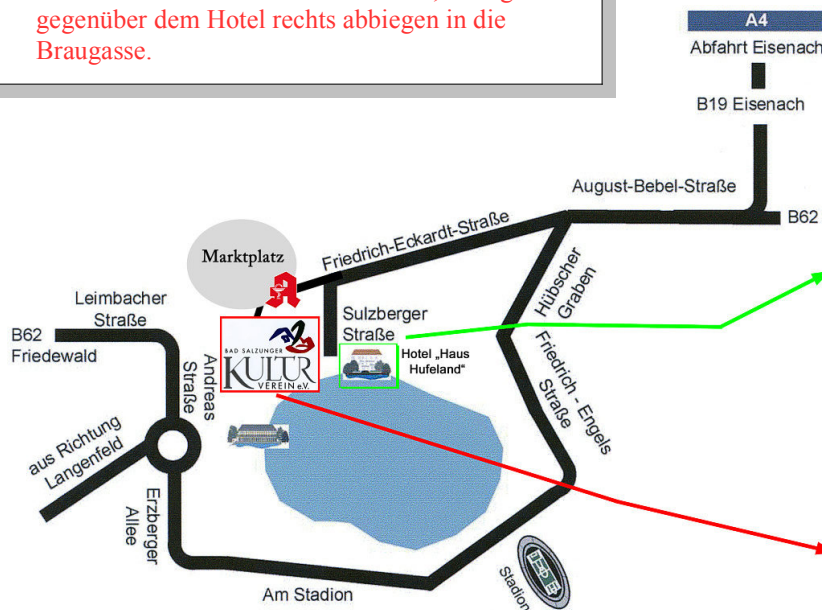 gegenüber dem Hotel rechts abbiegen in die
Braugasse.
A4
Abfahrt Eisenach
B19 Eisenach
August-Bebel-Straße
B62
Friedrich-Eckardt-Straße
Marktplatz
Hübscher
Graben
Leimbacher
Straße
Sulzberger
Straße
B62
Friedewald
Andreas
Straße
BAD SALZUNGER
KULTUR
VEREIN e.V.
Hotel „Haus
Hufeland"
Friedrich - Engels
Straße
aus Richtung
Langenfeld
Erzberger
Allee
Am Stadion
Stadion